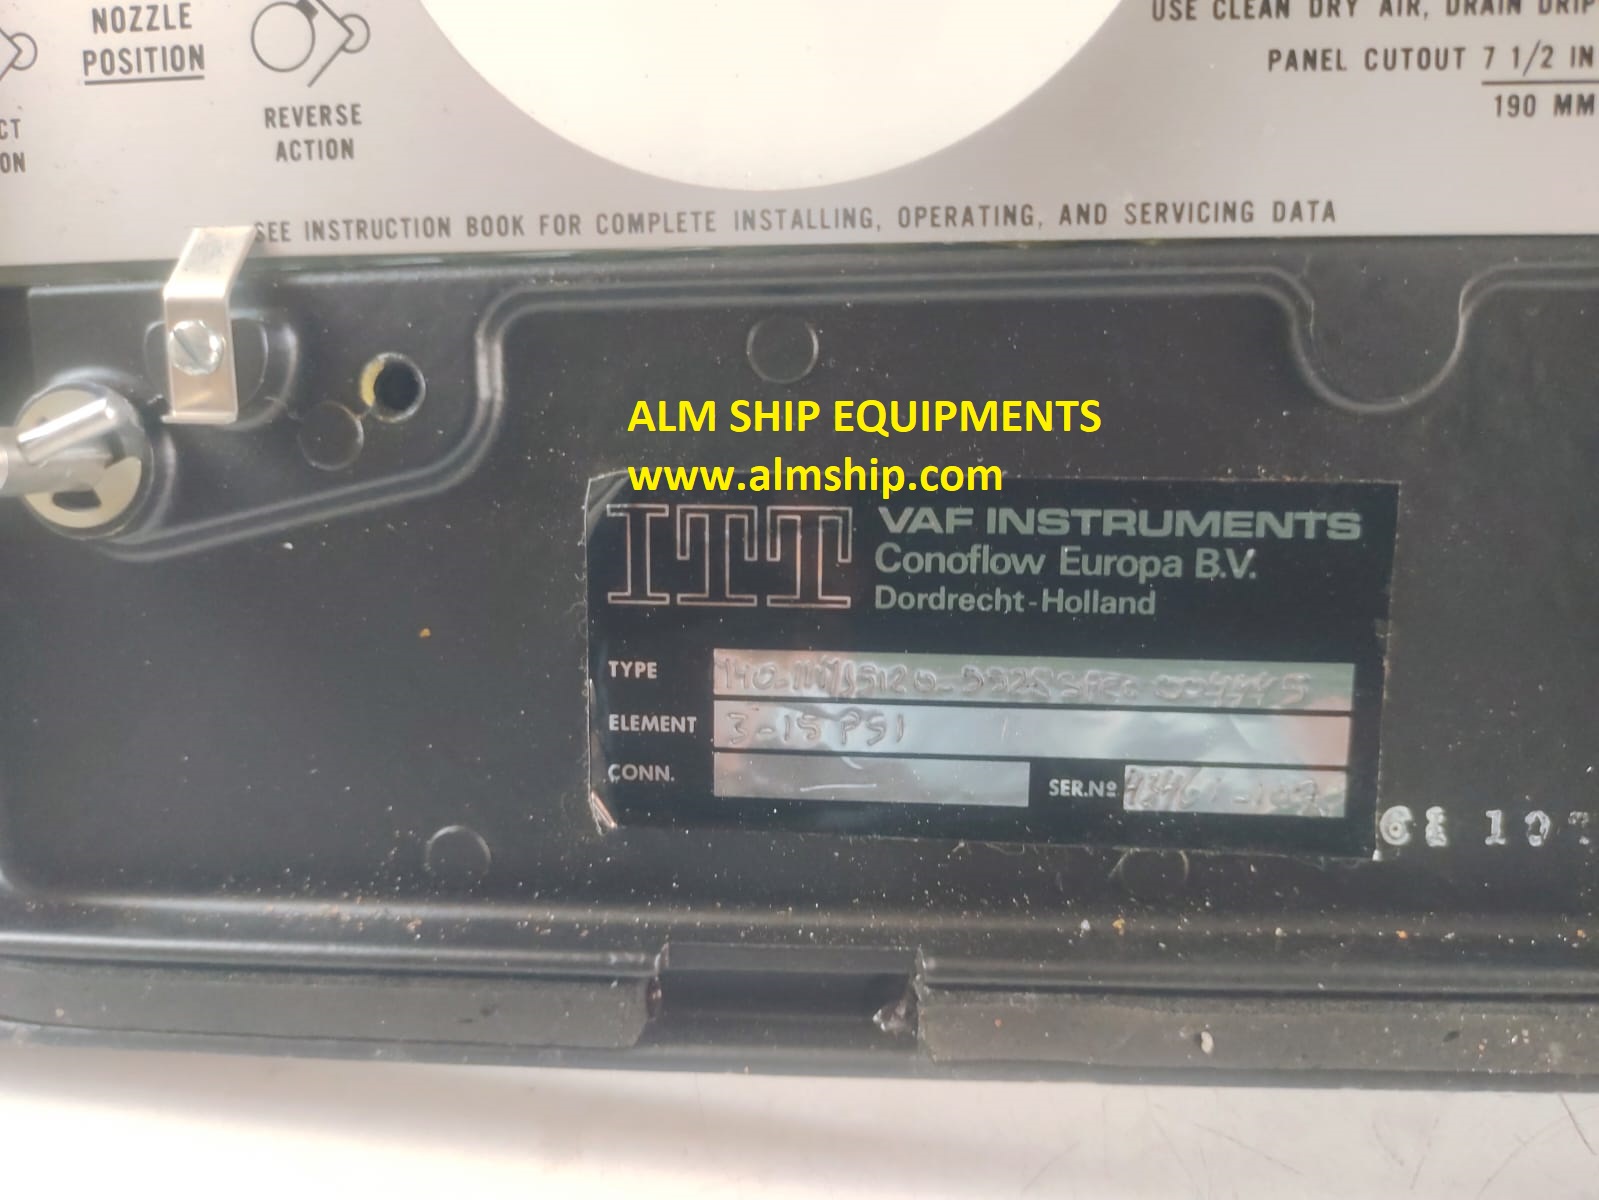 NOZZLE
POSITION
REVERSE
ACTION
CT
ON
USE CLEAN DRY AIR, DRAIN DRIP
PANEL CUTOUT 7 1/2 IN
190 MM
SEE INSTRUCTION BOOK FOR COMPLETE INSTALLING, OPERATING, AND SERVICING DATA
ALM SHIP EQUIPMENTS
www.almship.com
ITT
VAF INSTRUMENTS
Conoflow Europa B.V.
Dordrecht-Holland
TYPE
ELEMENT 3-15 PSI
CONN. —
SER.Nº